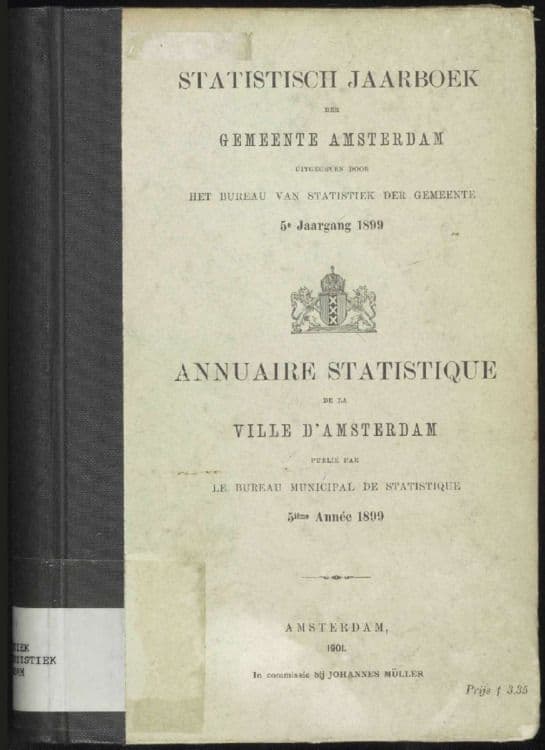 STATISTISCH JAARBOEK
DER
GEMEENTE AMSTERDAM
UITGEGEVEN DOOR
HET BUREAU VAN STATISTIEK DER GEMEENTE
5e Jaargang 1899
ANNUAIRE STATISTIQUE
DE LA
VILLE D'AMSTERDAM
PUBLIÉ PAR
LE BUREAU MUNICIPAL DE STATISTIQUE
5ième Année 1899
AMSTERDAM,
1901.
In commissie bij JOHANNES MÜLLER
Prijs f 3.35